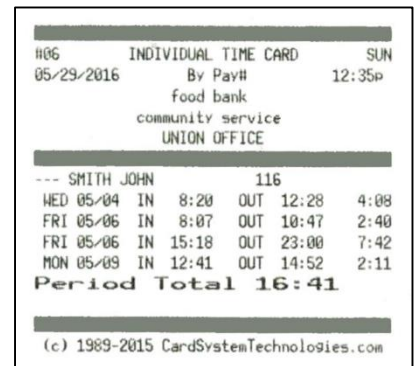 #06 INDIVIDUAL TIME CARD SUN
05/29/2016 By Pay# 12:35P
food bank
community service
UNION OFFICE
--- SMITH JOHN 116
WED 05/04 IN 8:20 OUT 12:28 4:08
FRI 05/06 IN 8:07 OUT 10:47 2:40
FRI 05/06 IN 15:18 OUT 23:00 7:42
MON 05/09 IN 12:41 OUT 14:52 2:11
Period Total 16:41
(c) 1989-2015 CardSystemTechnologies.com